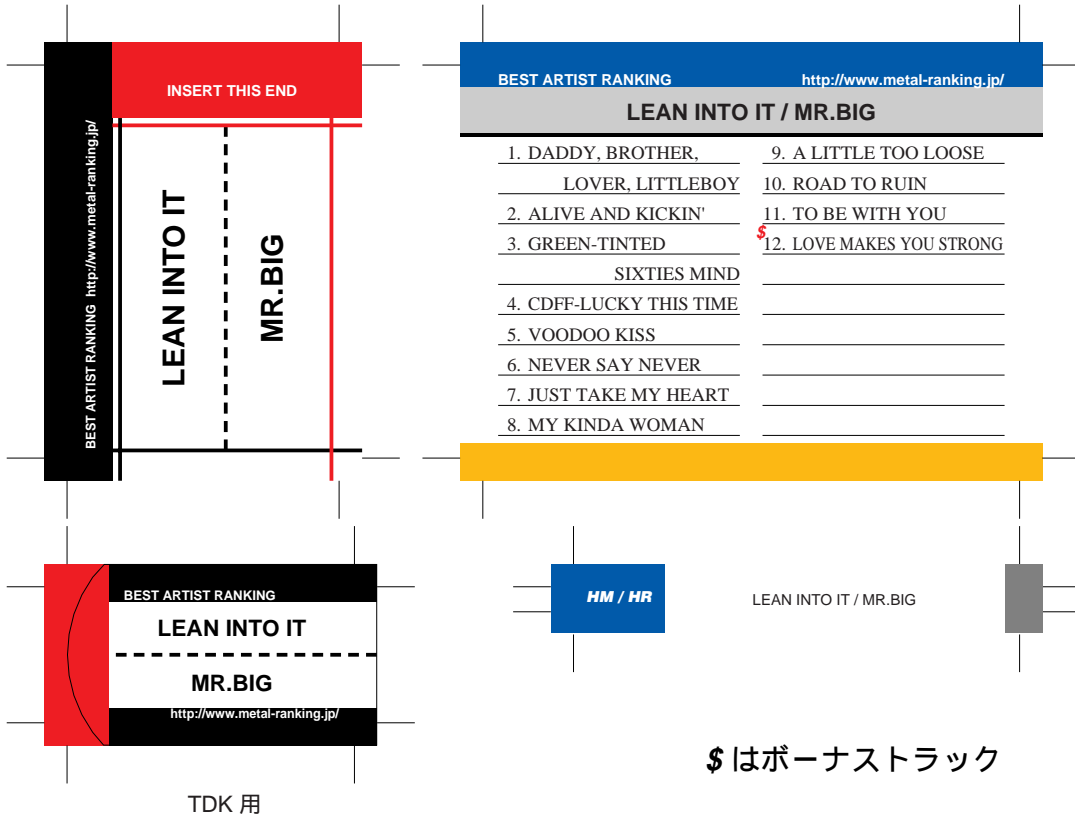 INSERT THIS END
BEST ARTIST RANKING  http://www.metal-ranking.jp/
LEAN INTO IT
MR.BIG
BEST ARTIST RANKING http://www.metal-ranking.jp/
LEAN INTO IT / MR.BIG
1. DADDY, BROTHER,
LOVER, LITTLEBOY
2. ALIVE AND KICKIN'
3. GREEN-TINTED
SIXTIES MIND
4. CDFF-LUCKY THIS TIME
5. VOODOO KISS
6. NEVER SAY NEVER
7. JUST TAKE MY HEART
8. MY KINDA WOMAN
9. A LITTLE TOO LOOSE
10. ROAD TO RUIN
11. TO BE WITH YOU
$ 12. LOVE MAKES YOU STRONG
BEST ARTIST RANKING
LEAN INTO IT
MR.BIG
http://www.metal-ranking.jp/
TDK 用
HM / HR
LEAN INTO IT / MR.BIG
$ はボーナストラック